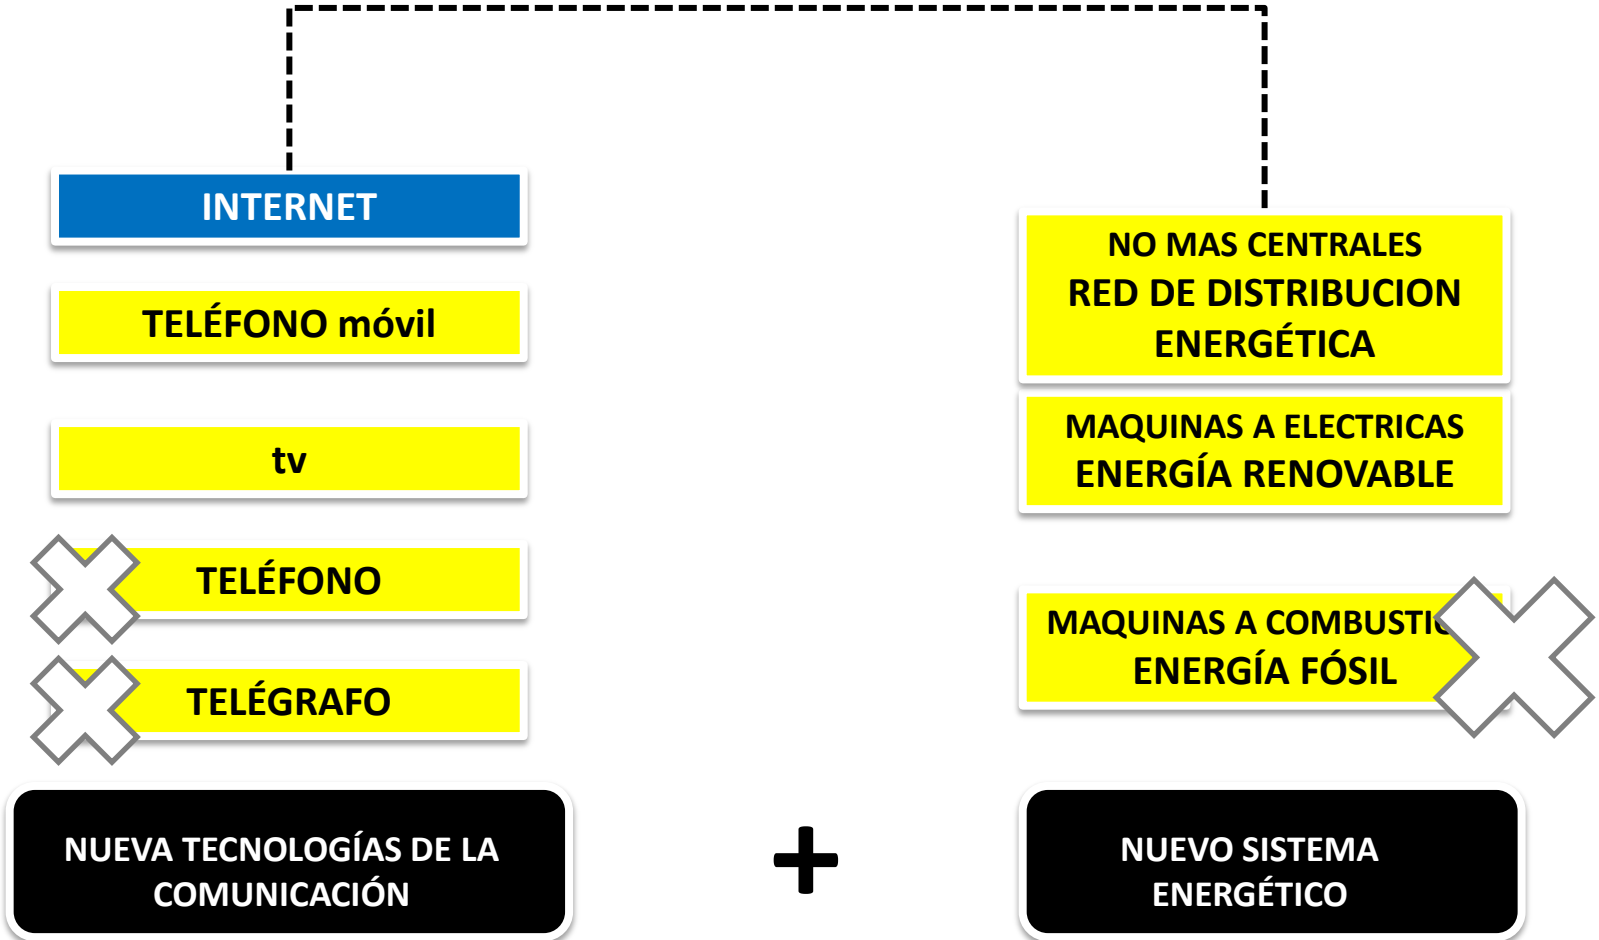 INTERNET
TELÉFONO móvil
tv
TELÉFONO
TELÉGRAFO
NUEVA TECNOLOGÍAS DE LA
COMUNICACIÓN
+
NO MAS CENTRALES
RED DE DISTRIBUCION
ENERGÉTICA
MAQUINAS A ELECTRICAS
ENERGÍA RENOVABLE
MAQUINAS A
ENERGÍA FÓSIL
NUEVO SISTEMA
ENERGÉTICO